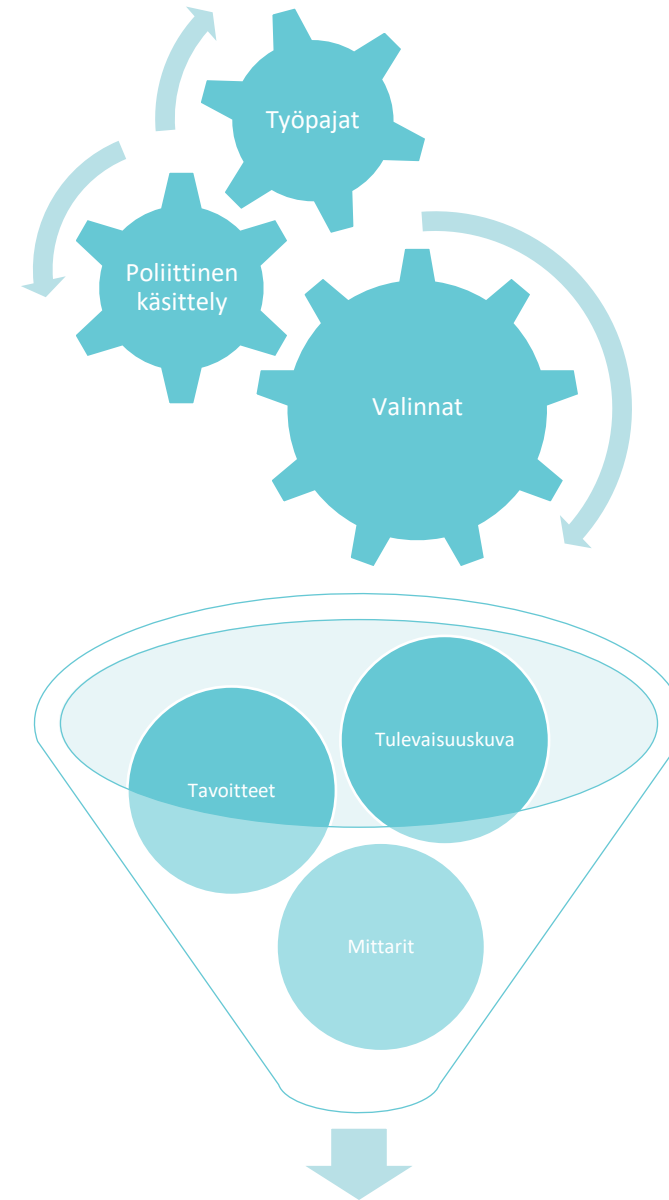 Työpajat
Poliittinen
käsittely
Valinnat
Tulevaisuuskuva
Tavoitteet
Mittarit